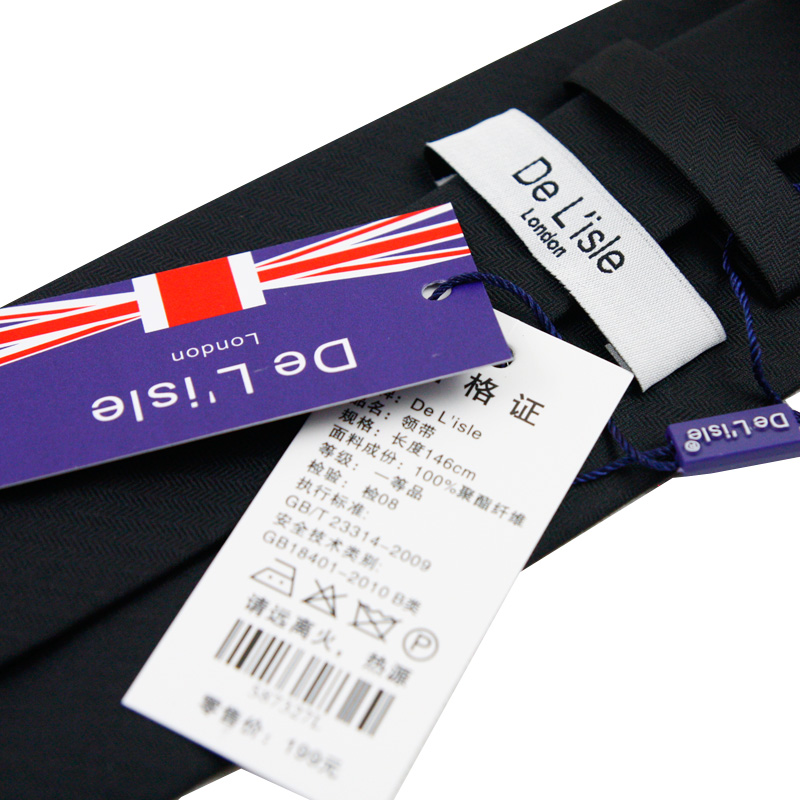 De L'isle
London
De L'isle
London
De L'isle®
格证
: De L'isle
品名: 领带
规格: 长度146cm
面料成份: 100%聚酯纤维
等级: 一等品
检验: 检08
执行标准:
GB/T 23314-2009
安全技术类别:
GB18401-2010 B类
P
请远离火, 热源
零售价: 199元